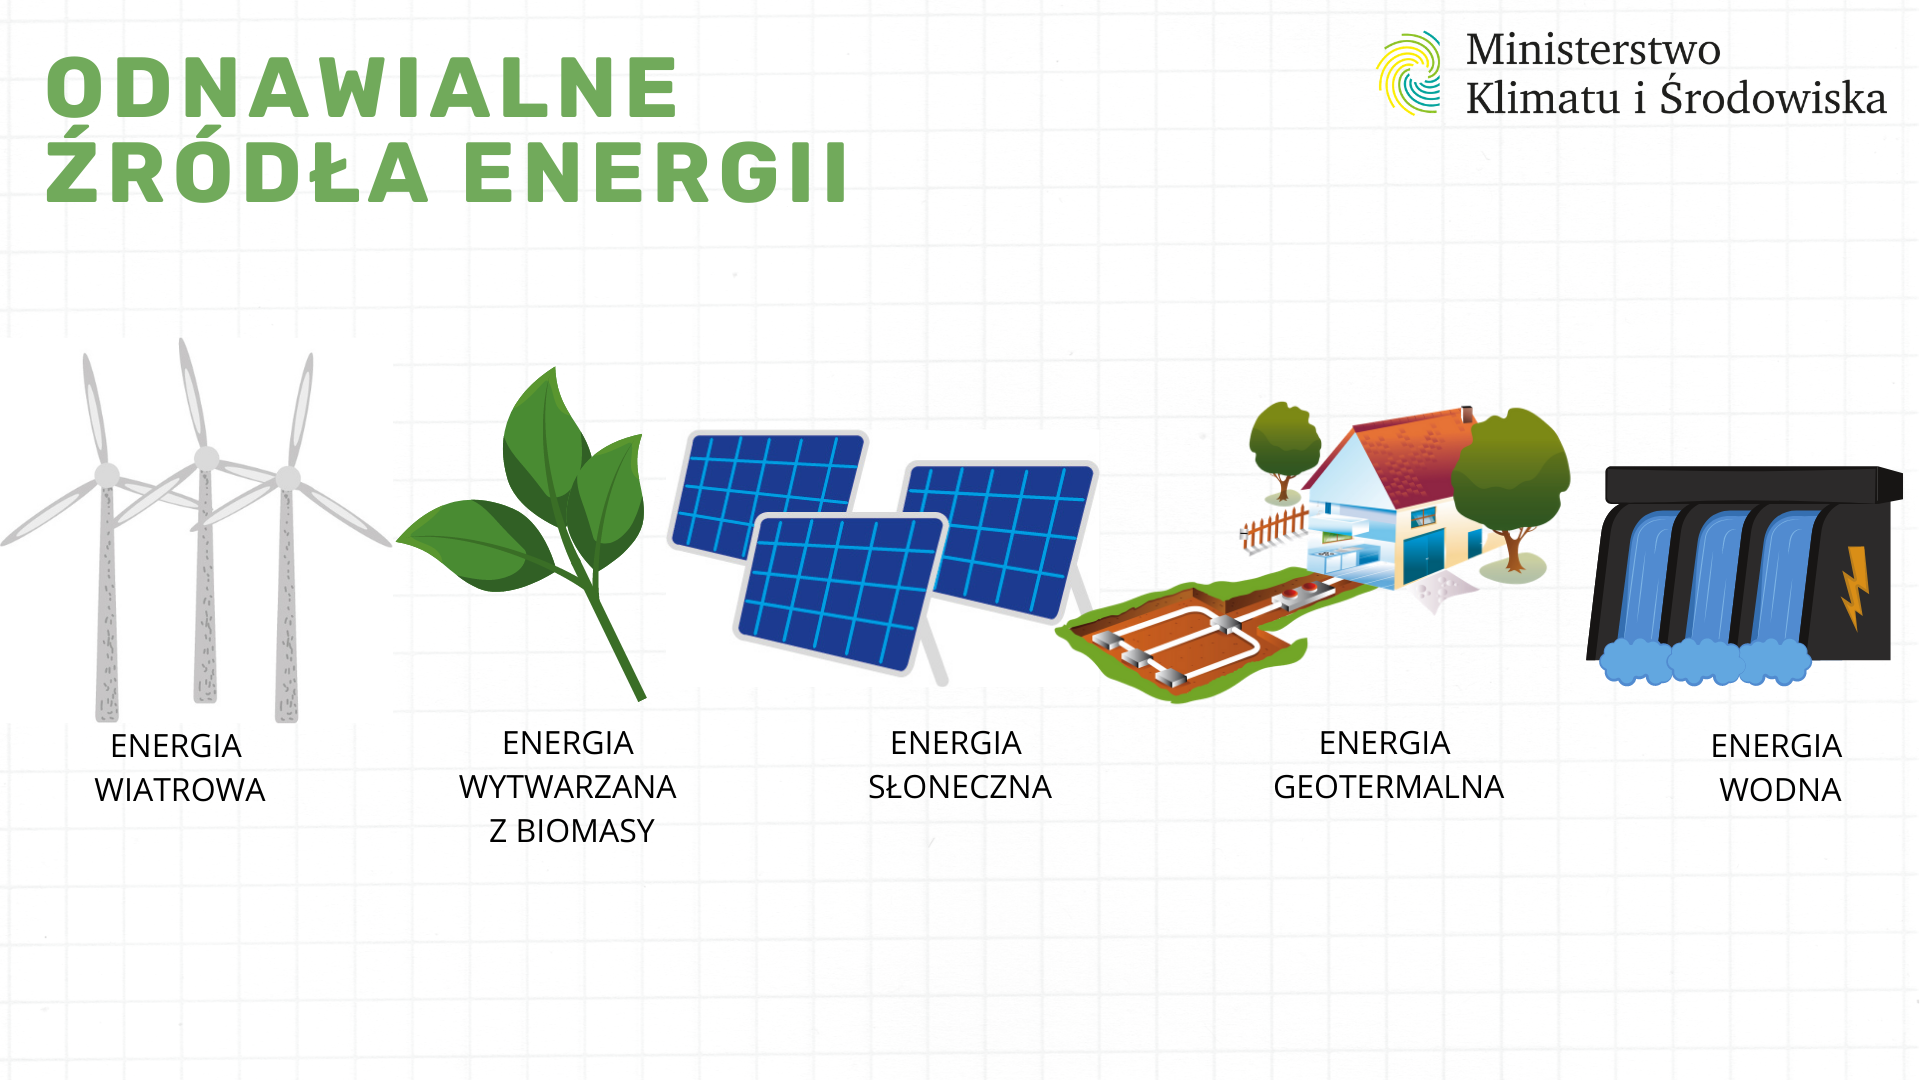 ODNAWIALNE
ŹRÓDŁA ENERGII
Ministerstwo
Klimatu i Środowiska
ENERGIA
WIATROWA
ENERGIA
WYTWARZANA
Z BIOMASY
ENERGIA
SŁONECZNA
ENERGIA
GEOTERMALNA
ENERGIA
WODNA